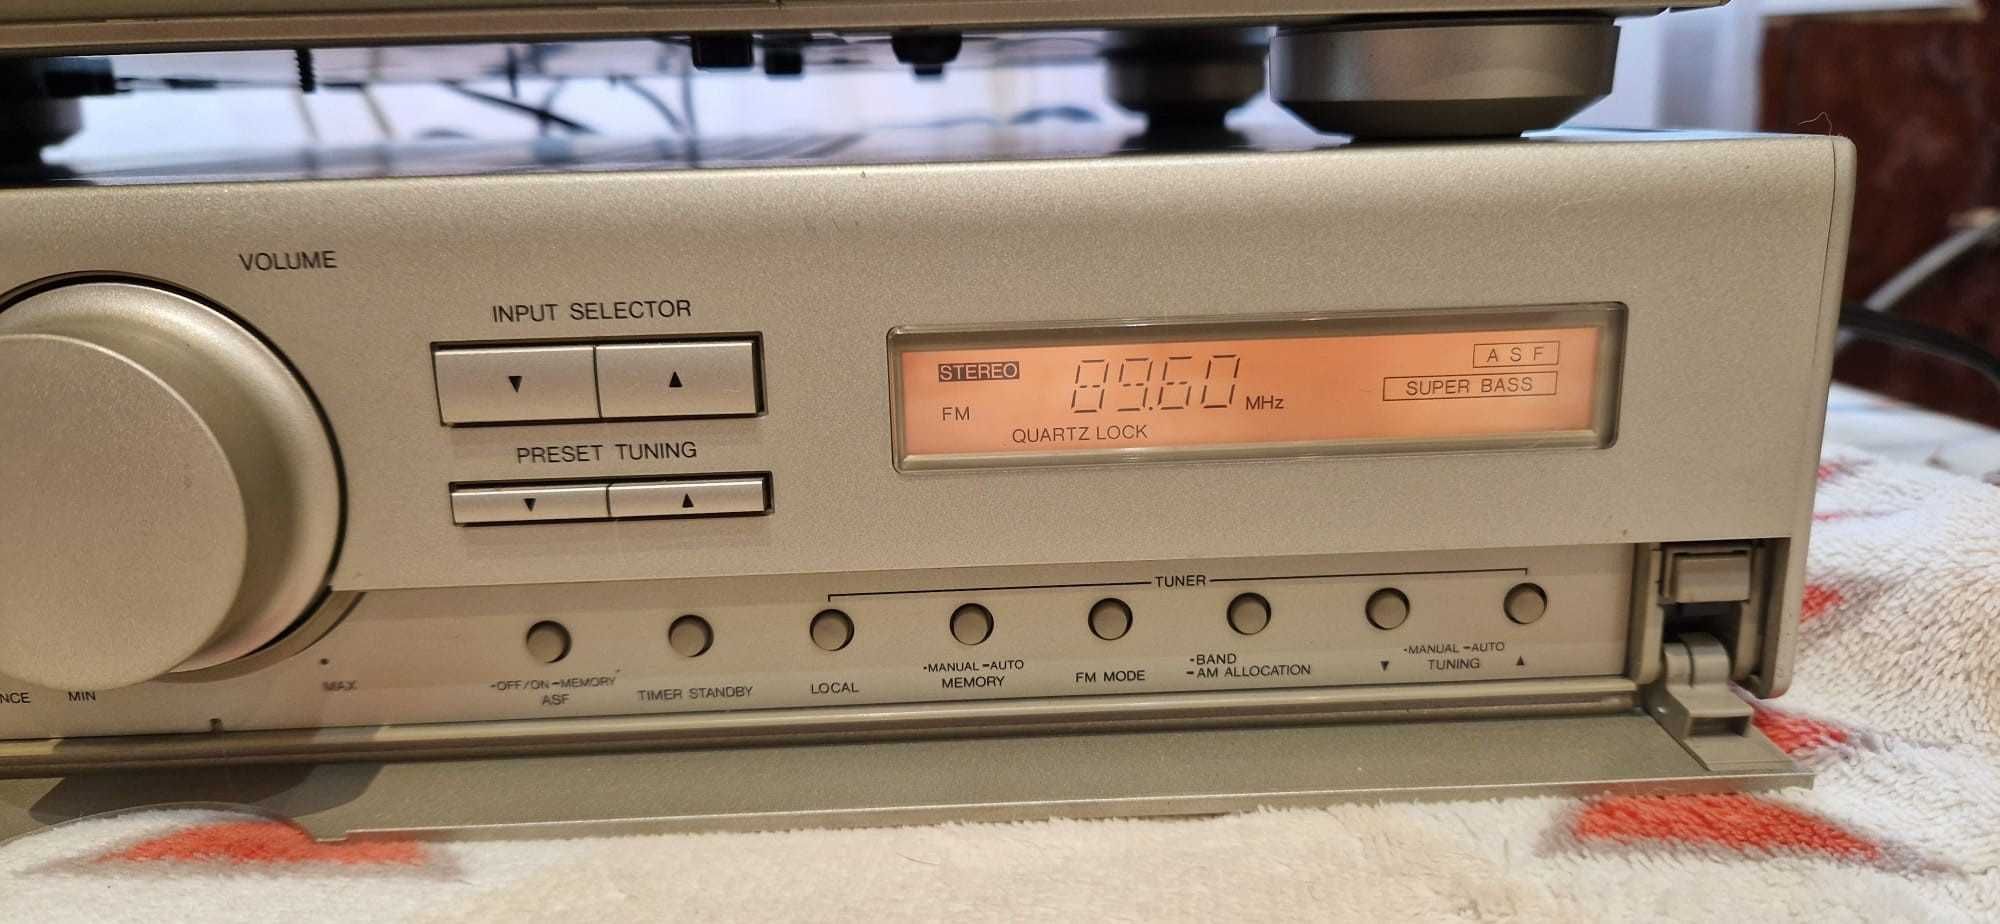 VOLUME
INPUT SELECTOR
▼ ▲
PRESET TUNING
▼ ▲
STEREO
FM
89.60 MHz
QUARTZ LOCK
ASF
SUPER BASS
TUNER
NCE
MIN
MAX
-OFF/ON -MEMORY
ASF
TIMER STANDBY
LOCAL
-MANUAL -AUTO
MEMORY
FM MODE
-BAND
-AM ALLOCATION
-MANUAL -AUTO
▼ TUNING ▲